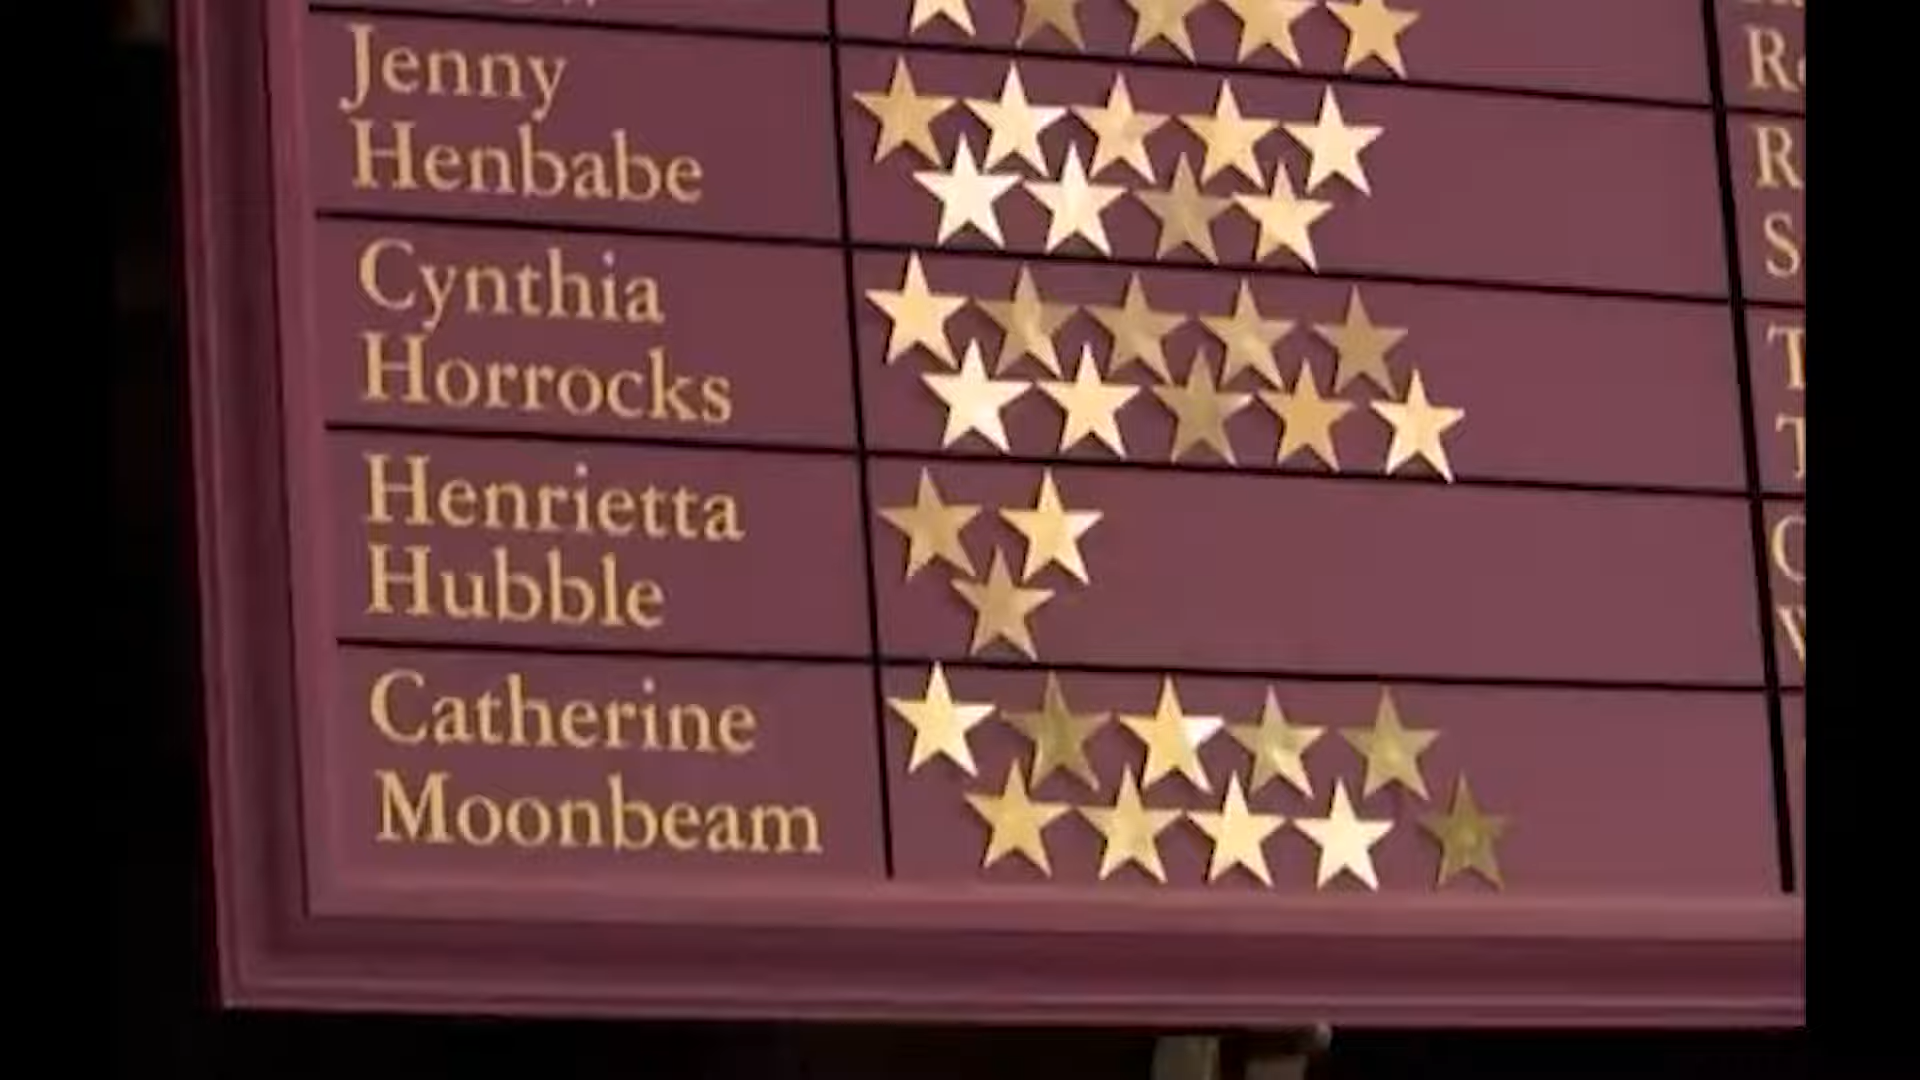 Jenny
Henbabe
Cynthia
Horrocks
Henrietta
Hubble
Catherine
Moonbeam